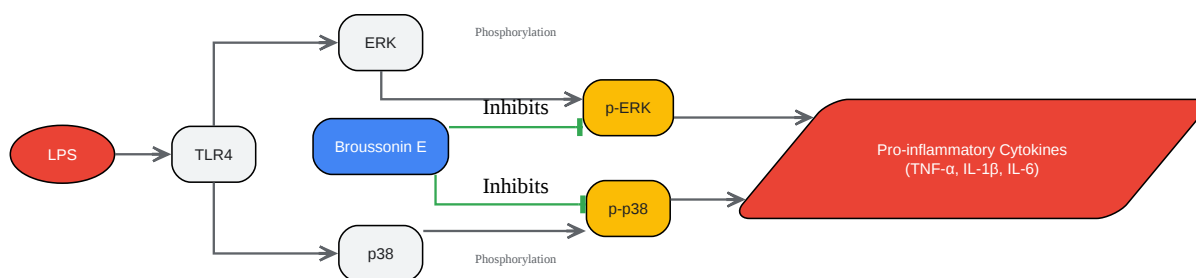 ERK
Phosphorylation
Inhibits
p-ERK
LPS
TLR4
Broussonin E
Pro-inflammatory Cytokines
(TNF-α, IL-1β, IL-6)
Inhibits
p-p38
p38
Phosphorylation